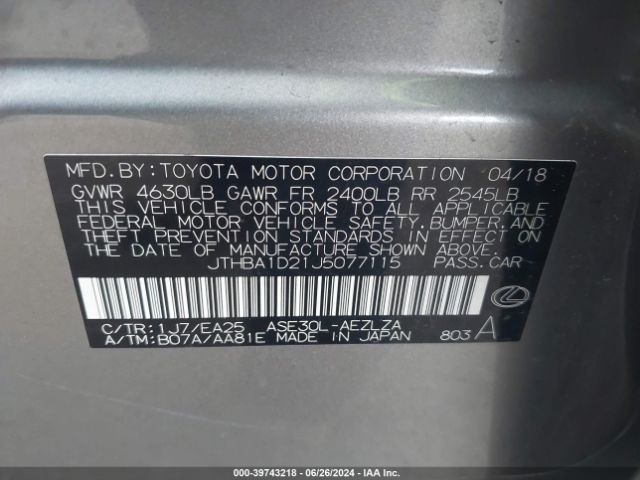 MFD.BY:TOYOTA MOTOR CORPORATION 04/18
GVWR 4630LB GAWR FR 2400LB RR 2545LB
THIS VEHICLE CONFORMS TO ALL APPLICABLE
FEDERAL MOTOR VEHICLE SAFETY,BUMPER,AND
THEFT PREVENTION STANDARDS IN EFFECT ON
THE DATE OF MANUFACTURE SHOWN ABOVE.
JTHBA1D21J5077115 PASS.CAR
C/TR:1J7/EA25 ASE30L-AEZLZA
A/TM:B07A/AA81E MADE IN JAPAN 803 A
000-39743218 - 06/26/2024 - IAAI.com